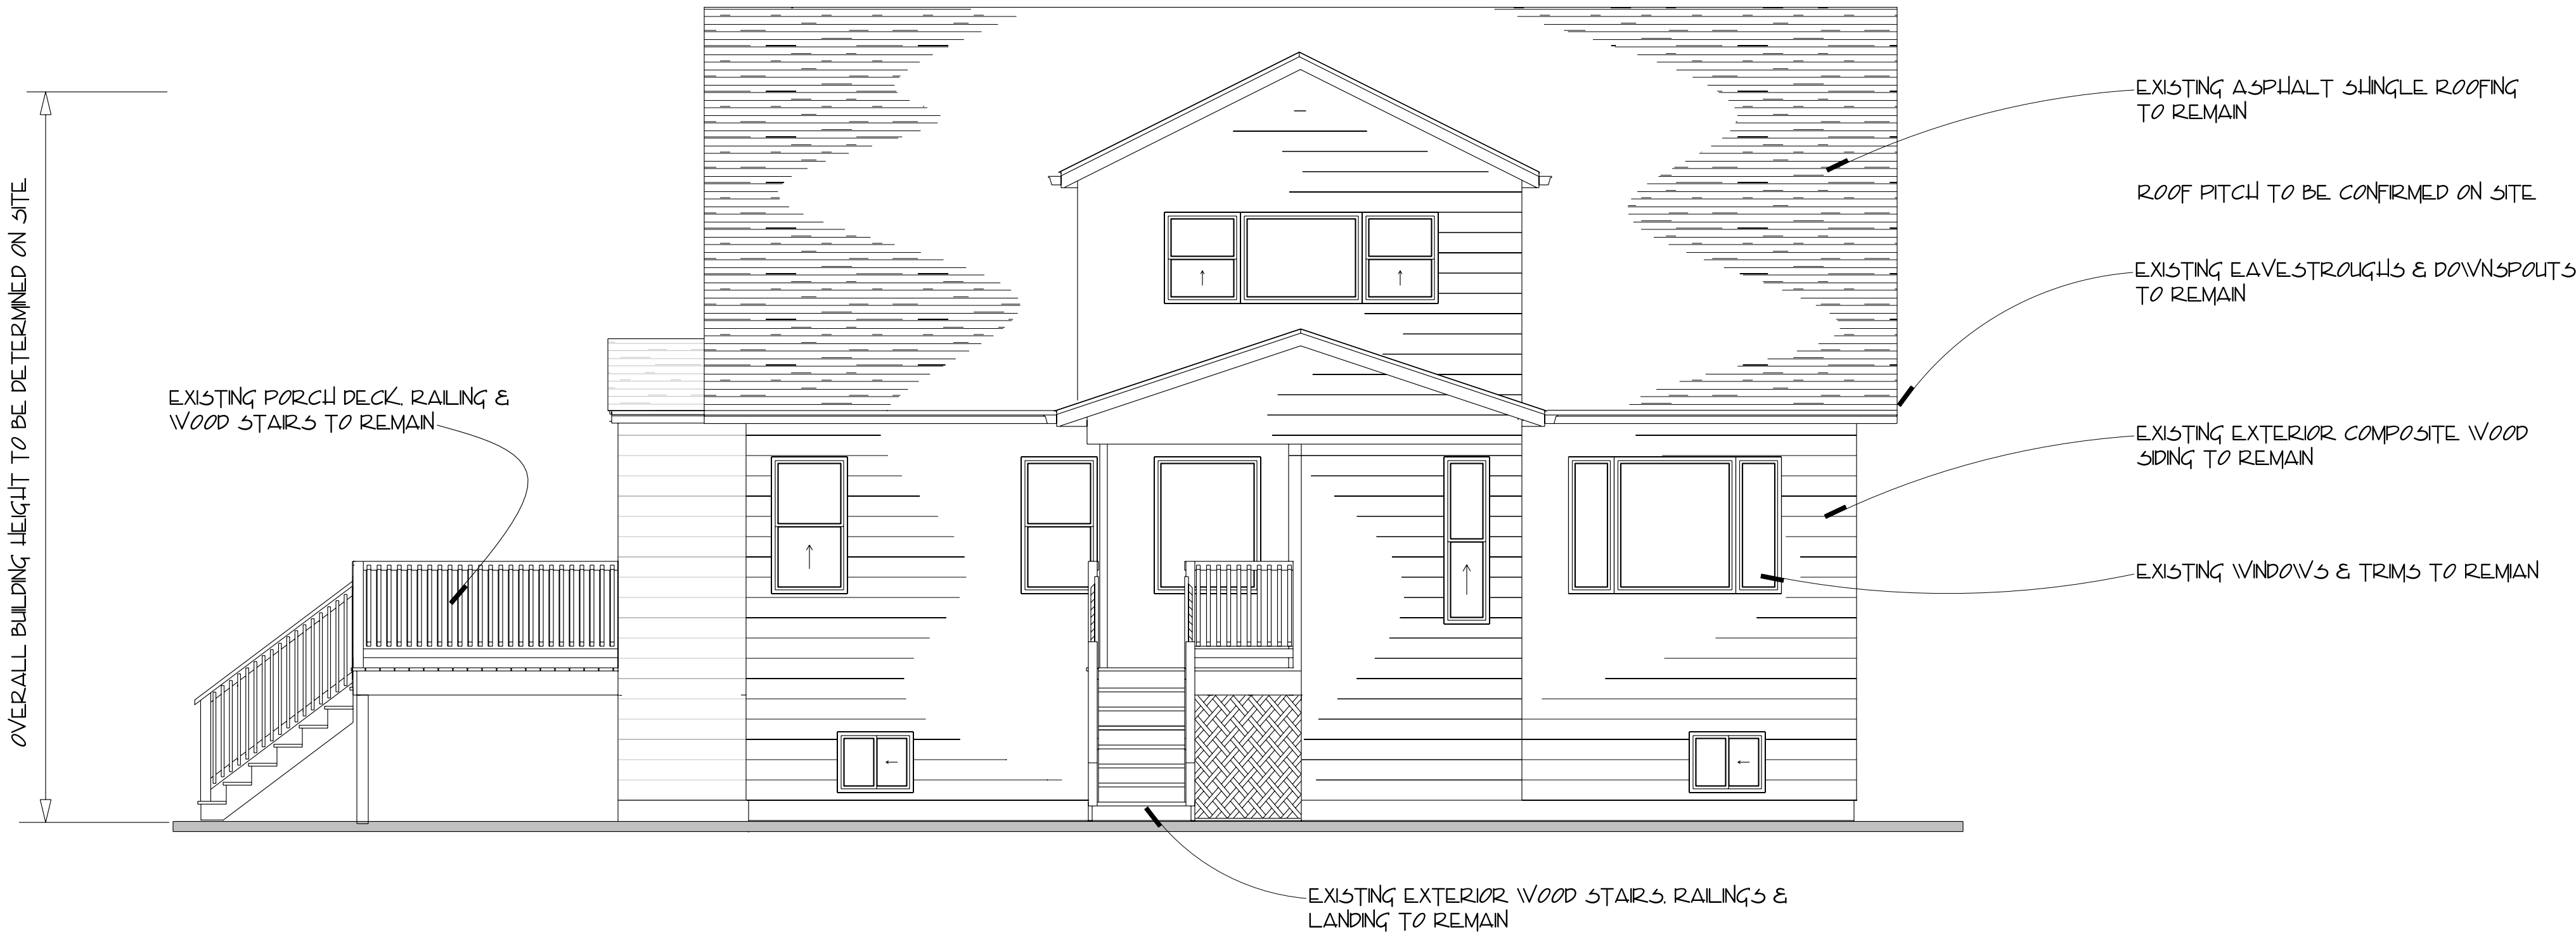 OVERALL BUILDING HEIGHT TO BE DETERMINED ON SITE
EXISTING PORCH DECK, RAILING &
WOOD STAIRS TO REMAIN
EXISTING ASPHALT SHINGLE ROOFING
TO REMAIN
ROOF PITCH TO BE CONFIRMED ON SITE
EXISTING EAVESTROUGHS & DOWNSPOUTS
TO REMAIN
EXISTING EXTERIOR COMPOSITE WOOD
SIDING TO REMAIN
EXISTING WINDOWS & TRIMS TO REMIAN
EXISTING EXTERIOR WOOD STAIRS, RAILINGS &
LANDING TO REMAIN